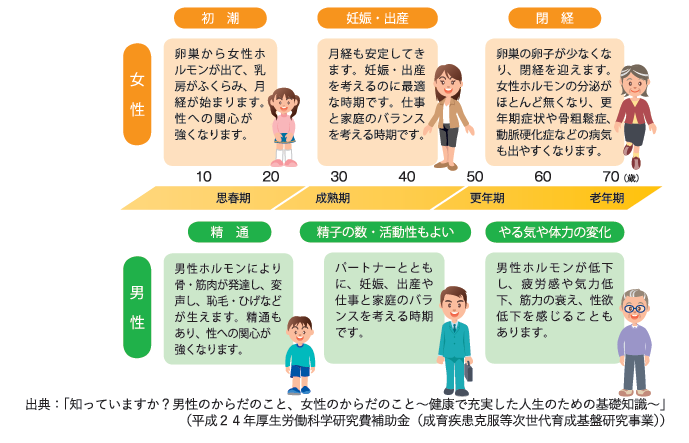 初 潮
妊娠・出産
閉 経
女性
卵巣から女性ホ
ルモンが出て、乳
房がふくらみ、月
経が始まります。
性への関心が
強くなります。
月経も安定してき
ます。妊娠・出産
を考えるのに最適
な時期です。仕事
と家庭のバランス
を考える時期です。
卵巣の卵子が少なくな
り、閉経を迎えます。
女性ホルモンの分泌が
ほとんど無くなり、更
年期症状や骨粗鬆症、
動脈硬化症などの病気
も出やすくなります。
10 20 30 40 50 60 70（歳）
思春期 成熟期 更年期 老年期
精 通
精子の数・活動性もよい
やる気や体力の変化
男性
男性ホルモンにより
骨・筋肉が発達し、変
声し、恥毛・ひげなど
が生えます。精通も
あり、性への関心が
強くなります。
パートナーととも
に、妊娠、出産や
仕事と家庭のバラ
ンスを考える時期
です。
男性ホルモンが低下
し、疲労感や気力低
下、筋力の衰え、性欲
低下を感じることも
あります。
出典：「知っていますか？男性のからだのこと、女性のからだのこと〜健康で充実した人生のための基礎知識〜」
（平成２４年厚生労働科学研究費補助金（成育疾患克服等次世代育成基盤研究事業））